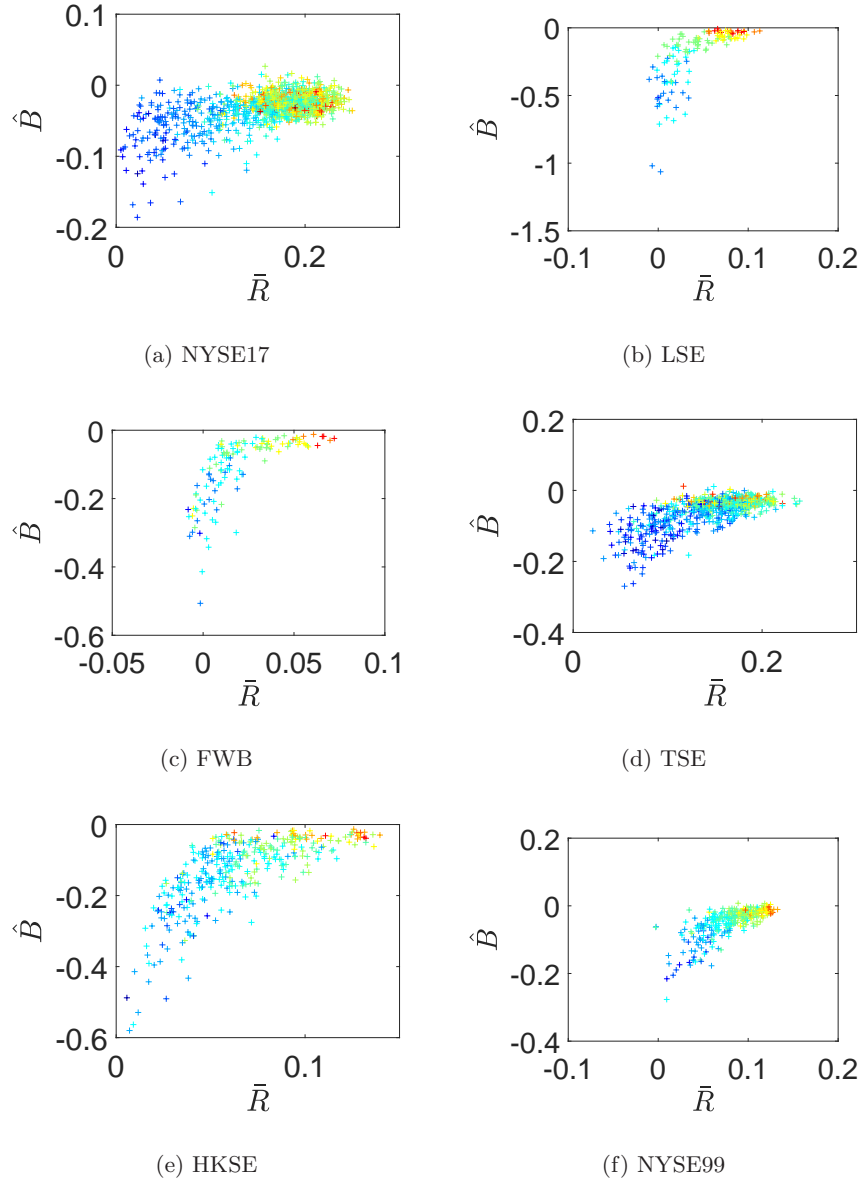 0.1
0
-0.1
-0.2
B̂
0
0.2
R̄
(a) NYSE17
0
-0.5
-1
-1.5
B̂
-0.1
0
0.1
0.2
R̄
(b) LSE
0
-0.2
-0.4
-0.6
B̂
-0.05
0
0.05
0.1
R̄
(c) FWB
0.2
0
-0.2
-0.4
B̂
0
0.2
R̄
(d) TSE
0
-0.2
-0.4
-0.6
B̂
0
0.1
R̄
(e) HKSE
0.2
0
-0.2
-0.4
B̂
-0.1
0
0.1
0.2
R̄
(f) NYSE99